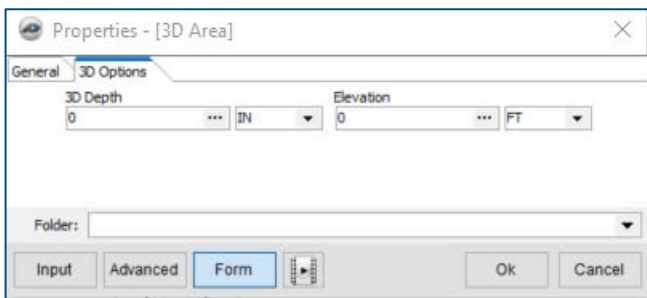 Properties - [3D Area]
General 3D Options
3D Depth Elevation
0 ... IN 0 ... FT
Folder:
Input Advanced Form Ok Cancel